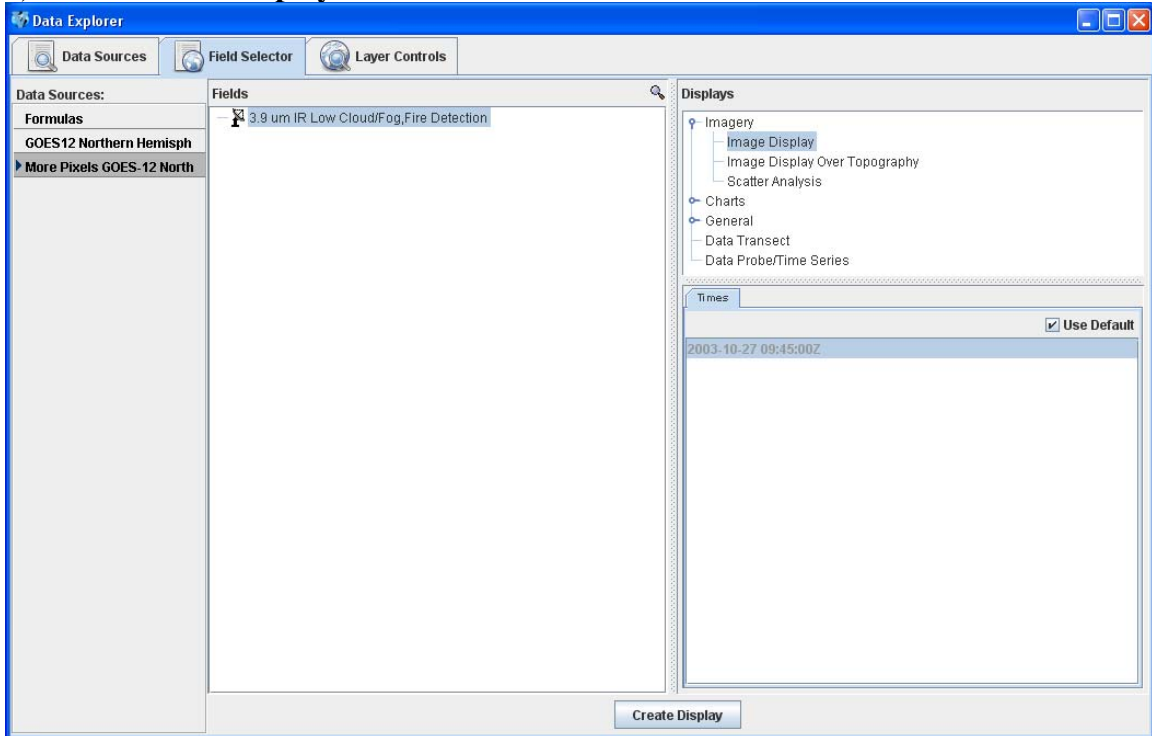 Data Explorer
Data Sources
Field Selector
Layer Controls
Data Sources:
Formulas
GOES12 Northern Hemisph
More Pixels GOES-12 North
Fields
3.9 um IR Low Cloud/Fog,Fire Detection
Displays
Imagery
Image Display
Image Display Over Topography
Scatter Analysis
Charts
General
Data Transect
Data Probe/Time Series
Times
Use Default
2003-10-27 09:45:00Z
Create Display